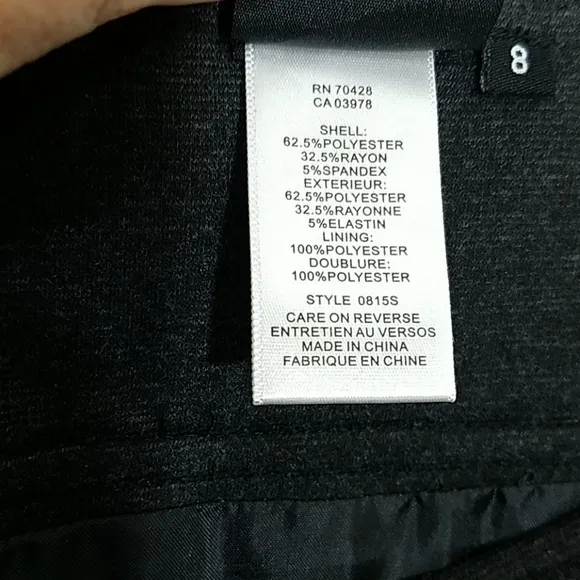 8
RN 70428
CA 03978
SHELL:
62.5%POLYESTER
32.5%RAYON
5%SPANDEX
EXTERIEUR:
62.5%POLYESTER
32.5%RAYONNE
5%ELASTIN
LINING:
100%POLYESTER
DOUBLURE:
100%POLYESTER
STYLE 0815S
CARE ON REVERSE
ENTRETIEN AU VERSOS
MADE IN CHINA
FABRIQUE EN CHINE